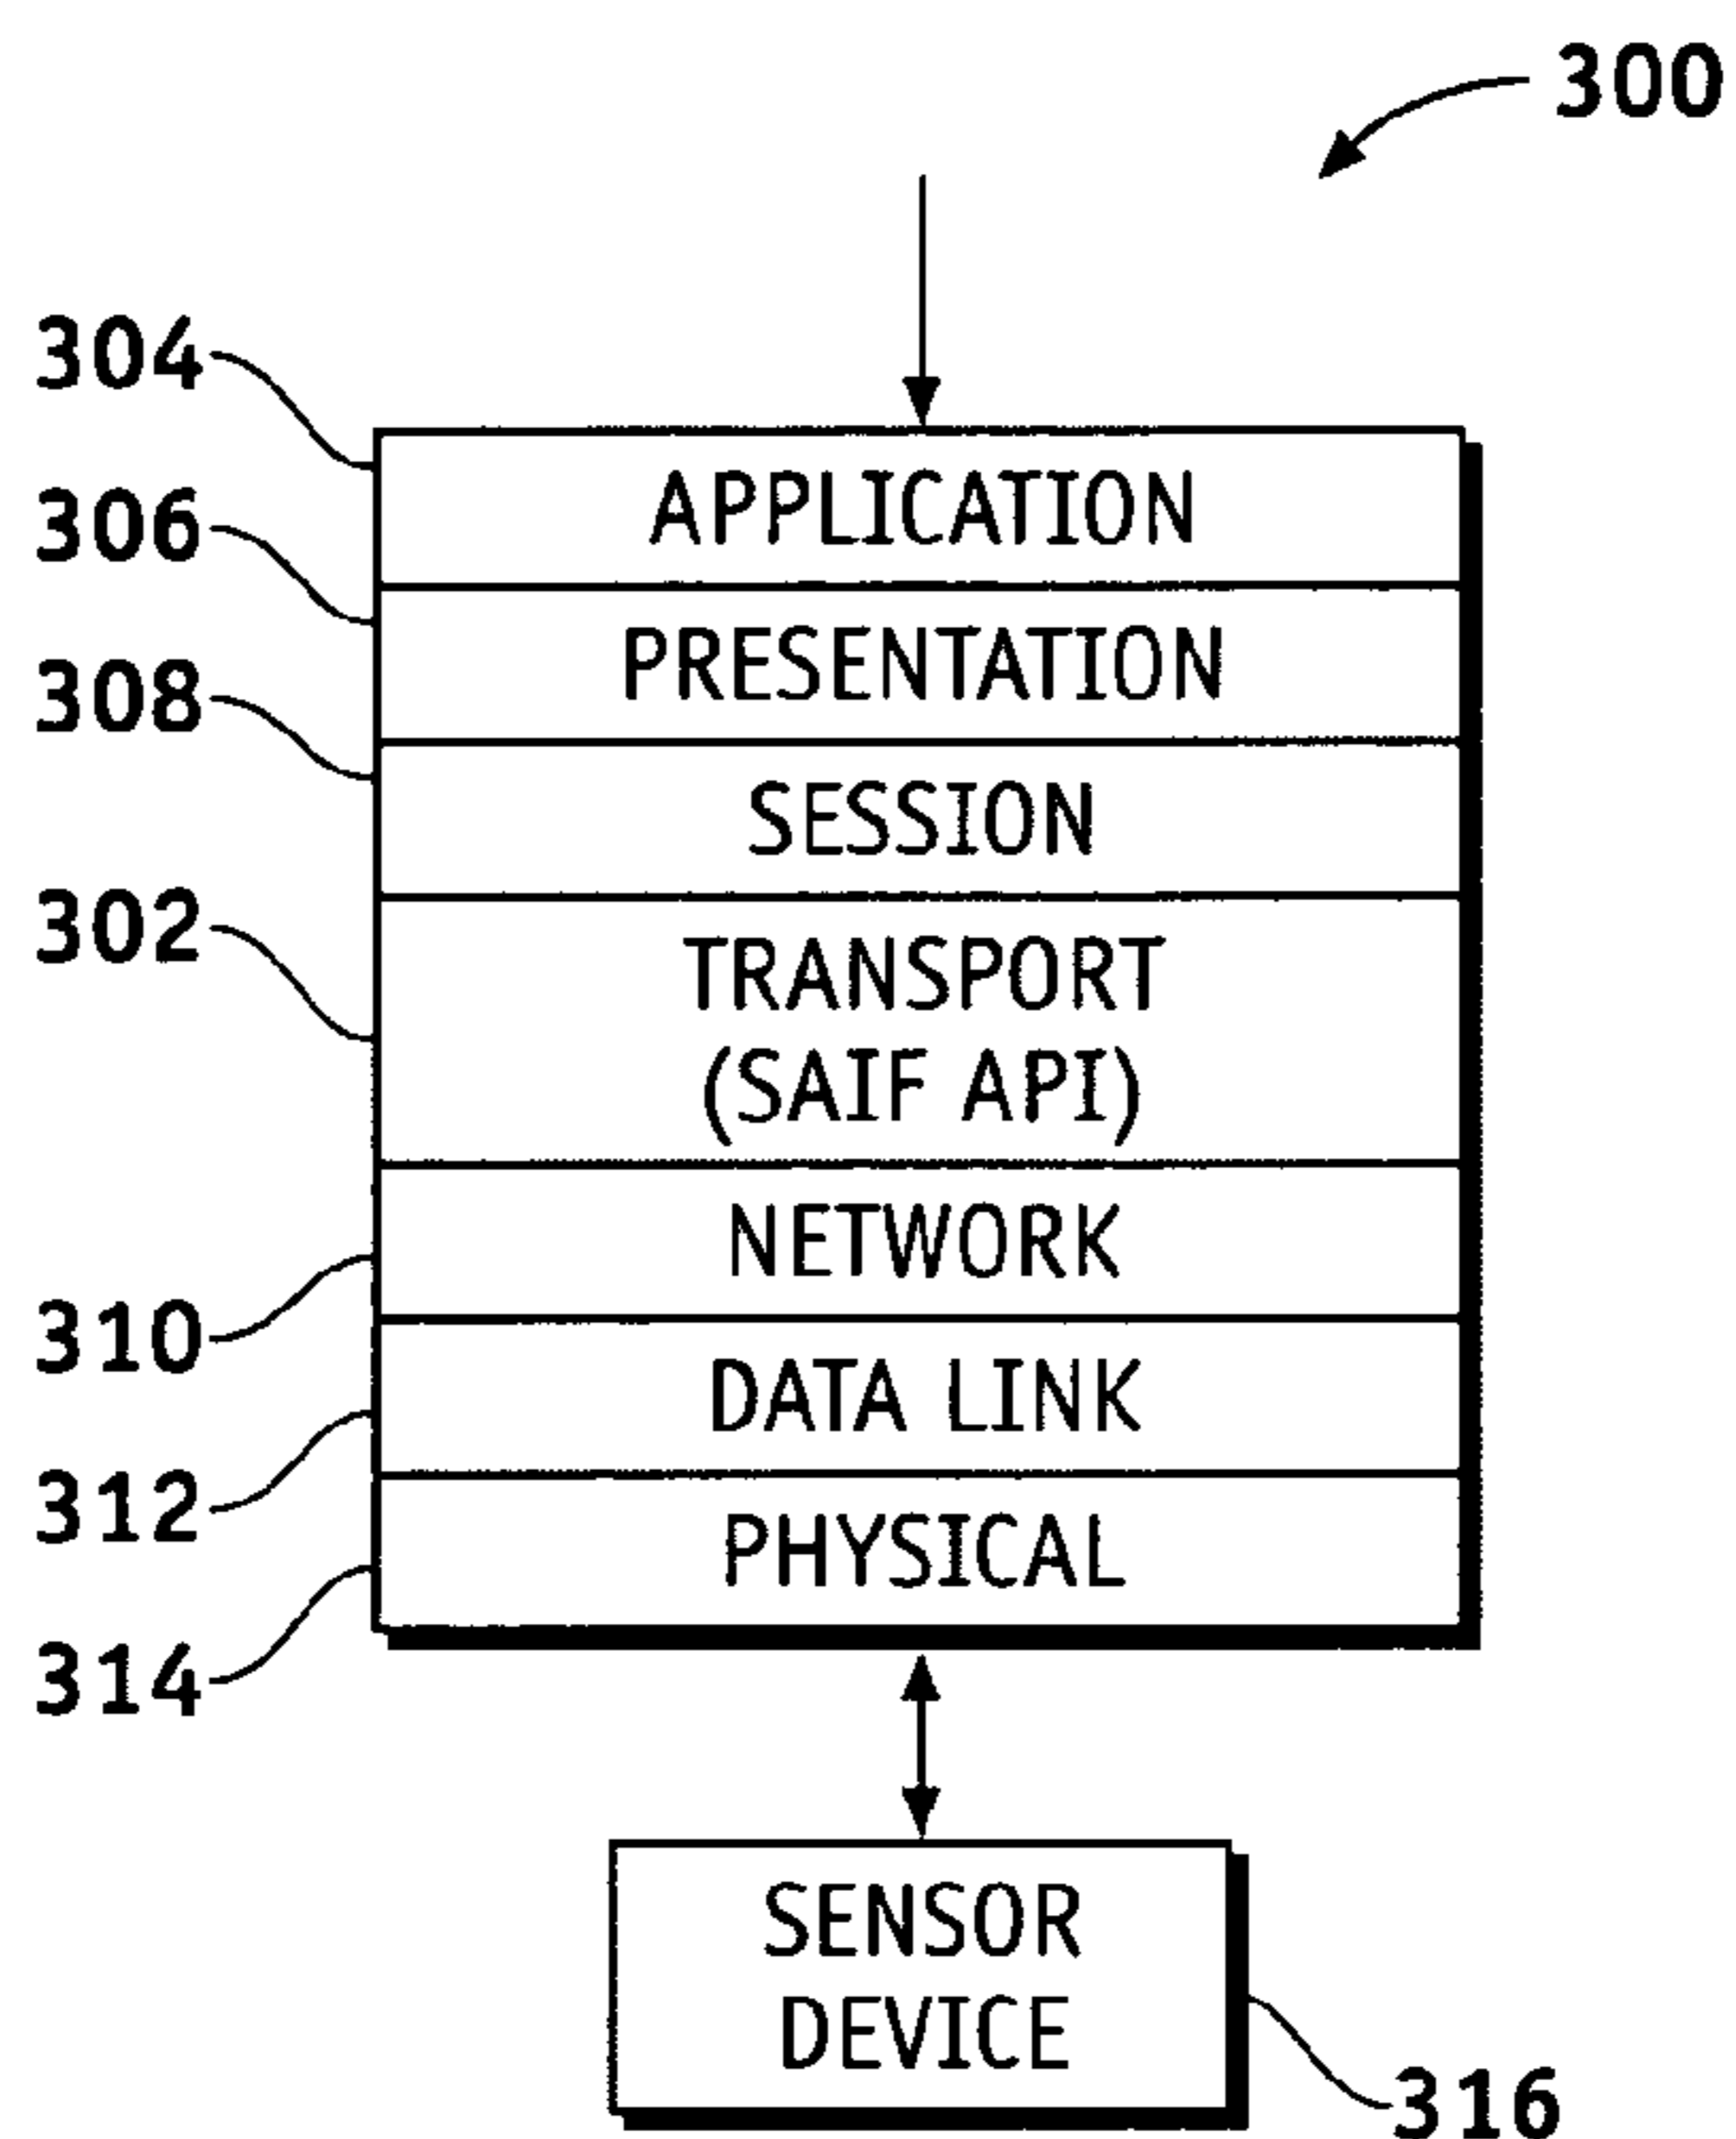 300
304
APPLICATION
306
PRESENTATION
308
SESSION
302
TRANSPORT
(SAIF API)
NETWORK
310
DATA LINK
312
PHYSICAL
314
SENSOR
DEVICE
316